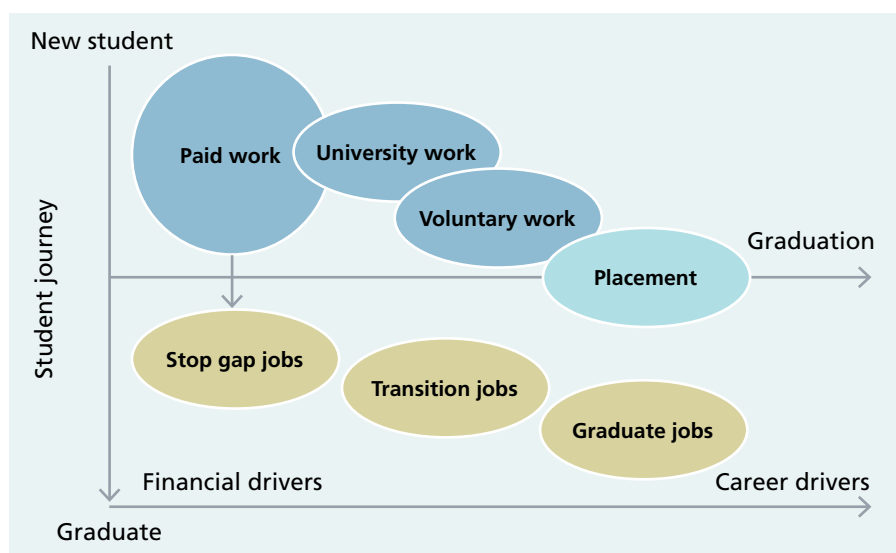 New student
Paid work
University work
Voluntary work
Graduation
Placement
Student journey
Stop gap jobs
Transition jobs
Graduate jobs
Financial drivers
Career drivers
Graduate